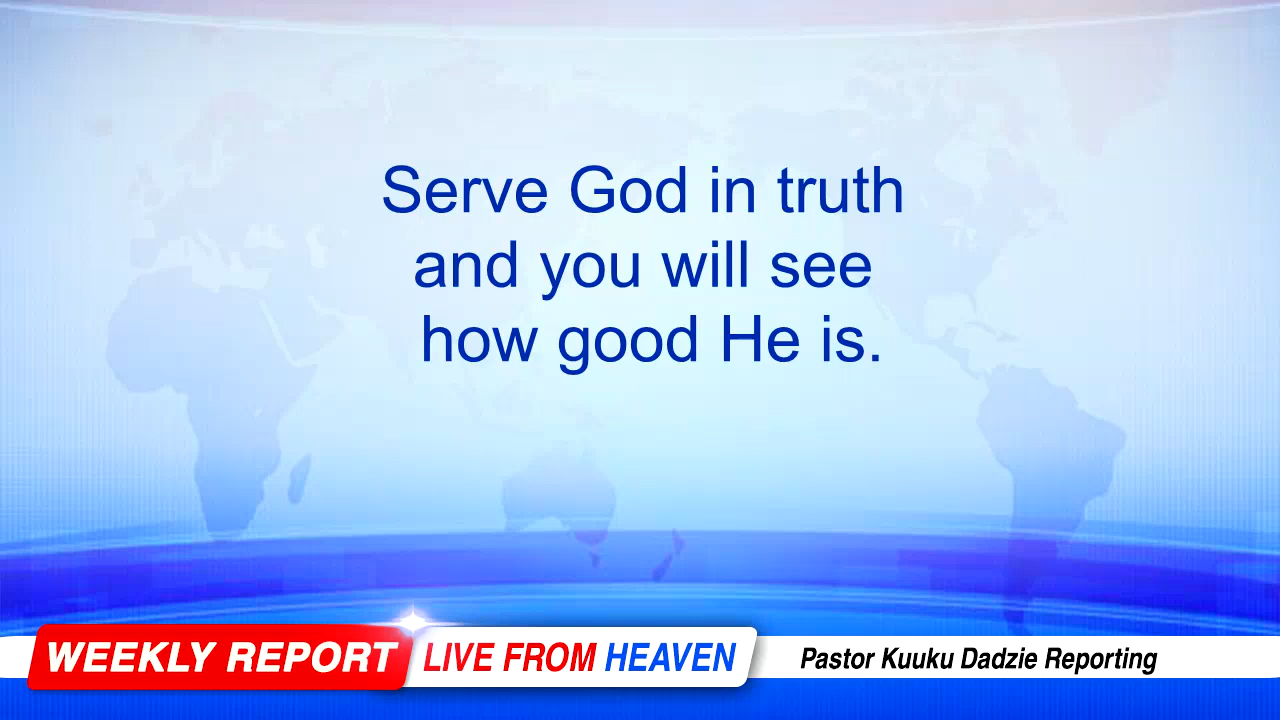 Serve God in truth
and you will see
how good He is.
WEEKLY REPORT LIVE FROM HEAVEN Pastor Kuuku Dadzie Reporting